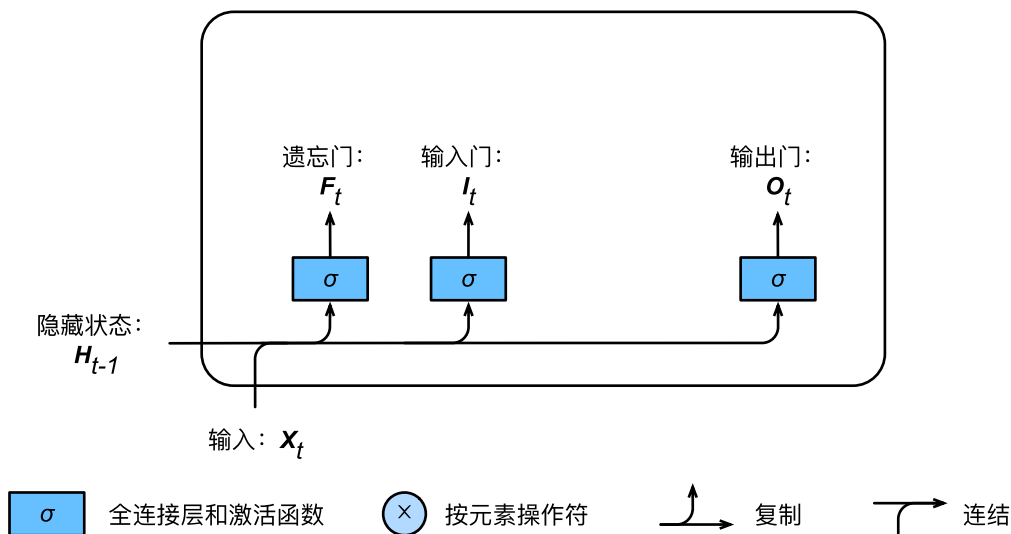 遗忘门：
F_t
输入门：
I_t
输出门：
O_t
σ
σ
σ
隐藏状态：
H_{t-1}
输入：X_t
σ 全连接层和激活函数
× 按元素操作符
复制
连结